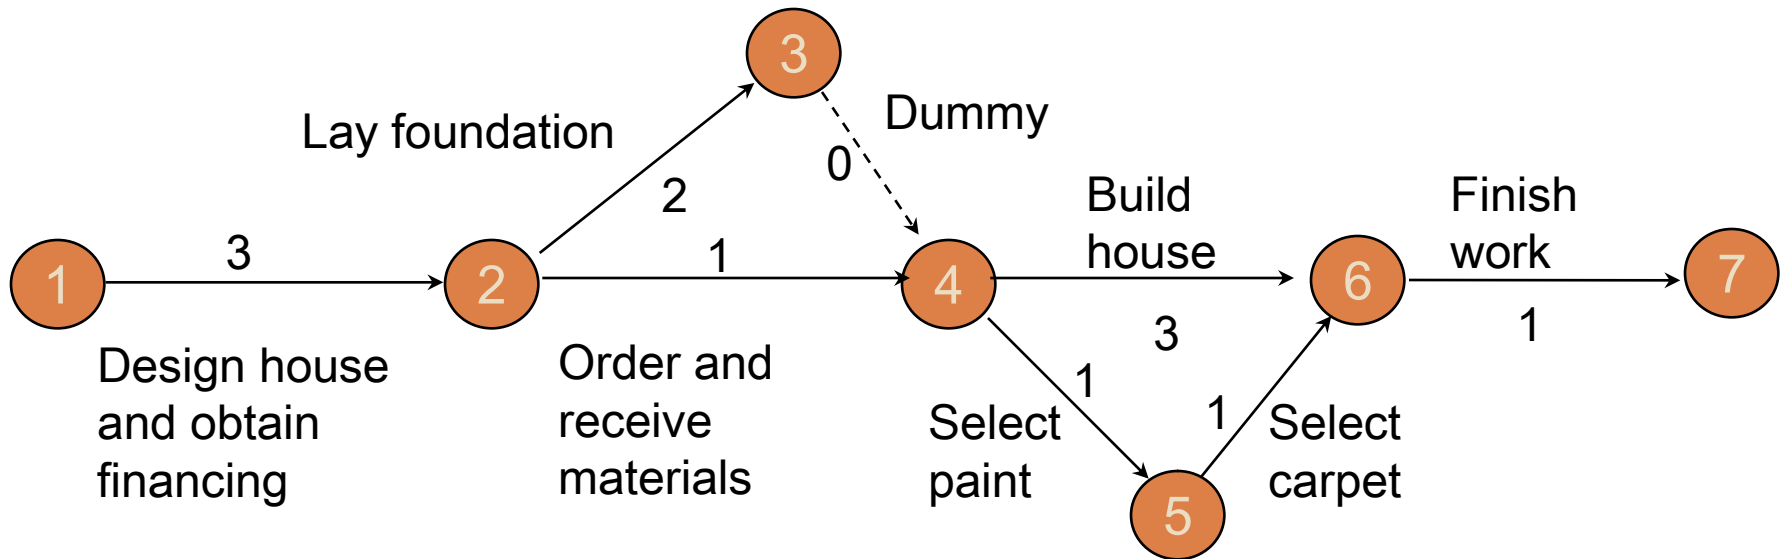 3
Dummy
Lay foundation
0
2
Build
house
Finish
work
3
1
1
2
4
6
7
3
1
Design house
and obtain
financing
Order and
receive
materials
1
1
Select
paint
Select
carpet
5